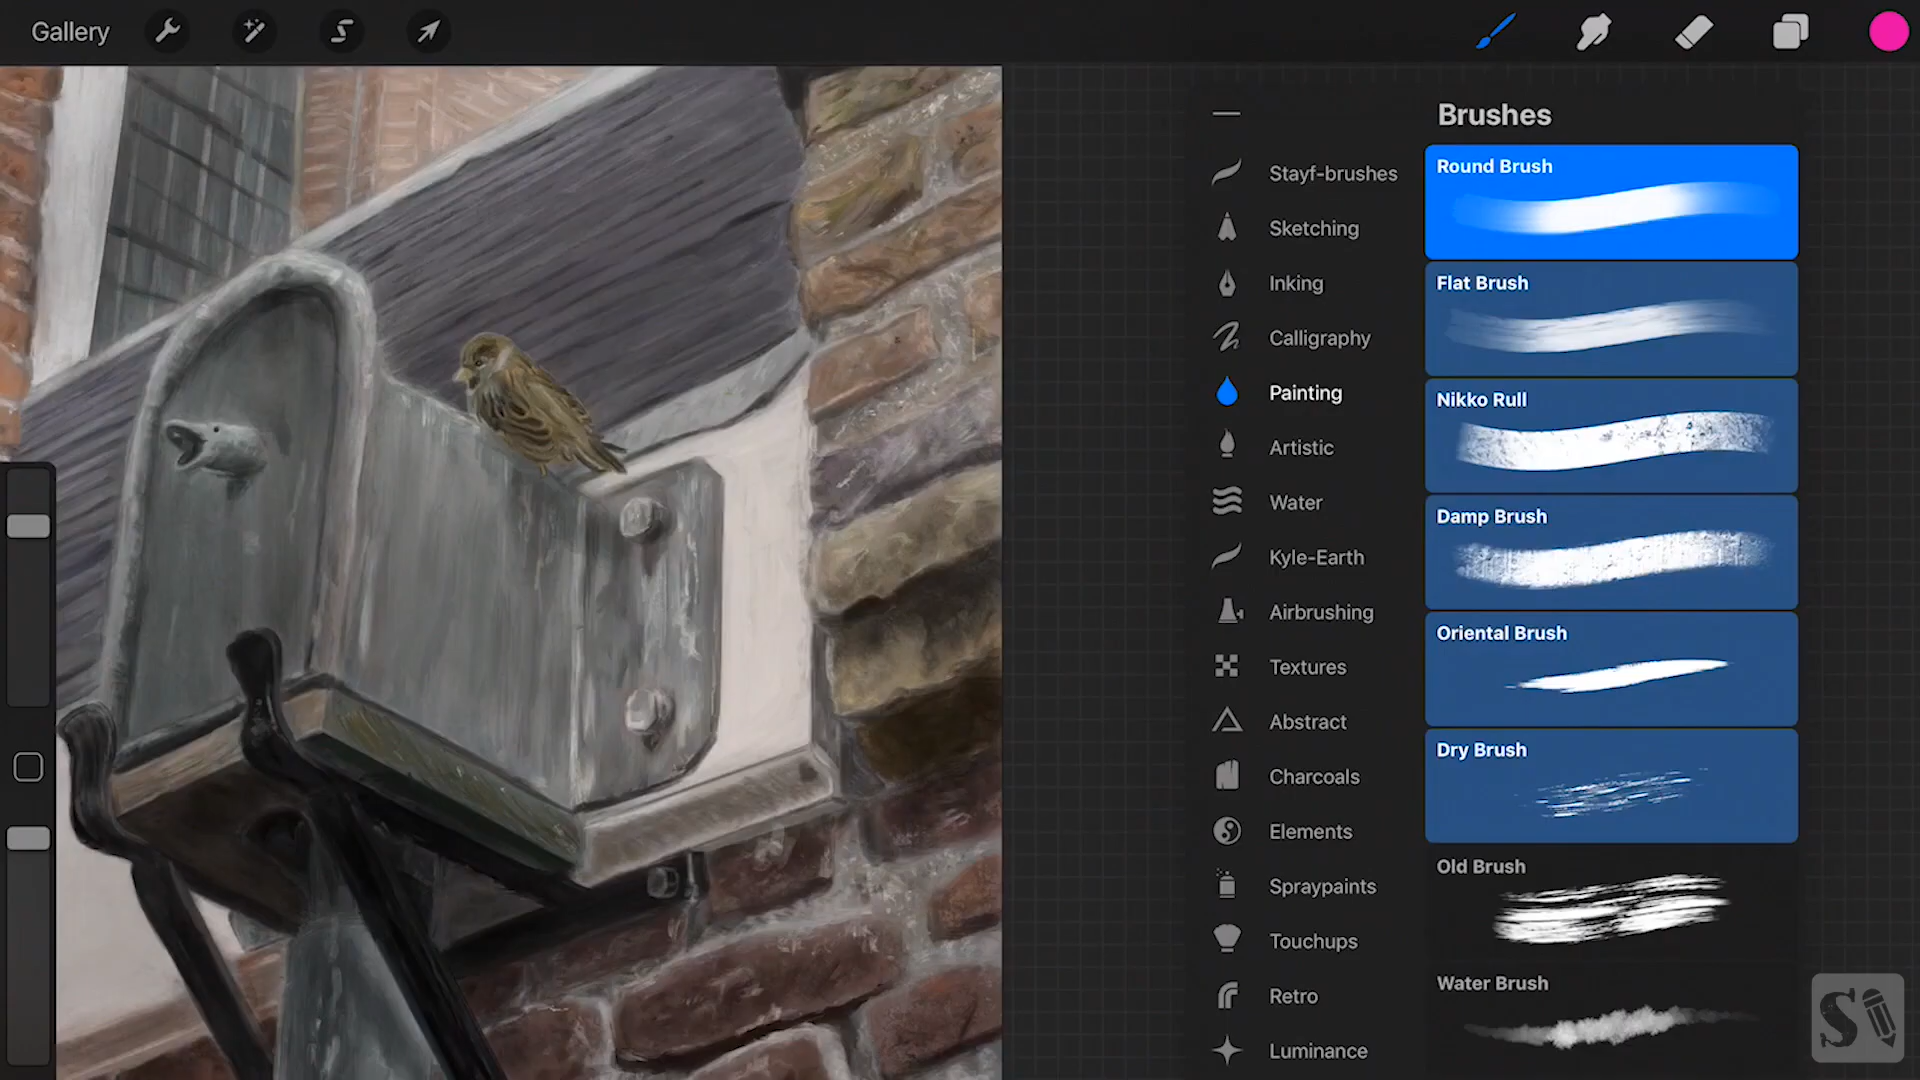 Gallery
Brushes
Stayf-brushes
Sketching
Inking
Calligraphy
Painting
Artistic
Water
Kyle-Earth
Airbrushing
Textures
Abstract
Charcoals
Elements
Spraypaints
Touchups
Retro
Luminance
Round Brush
Flat Brush
Nikko Rull
Damp Brush
Oriental Brush
Dry Brush
Old Brush
Water Brush
S